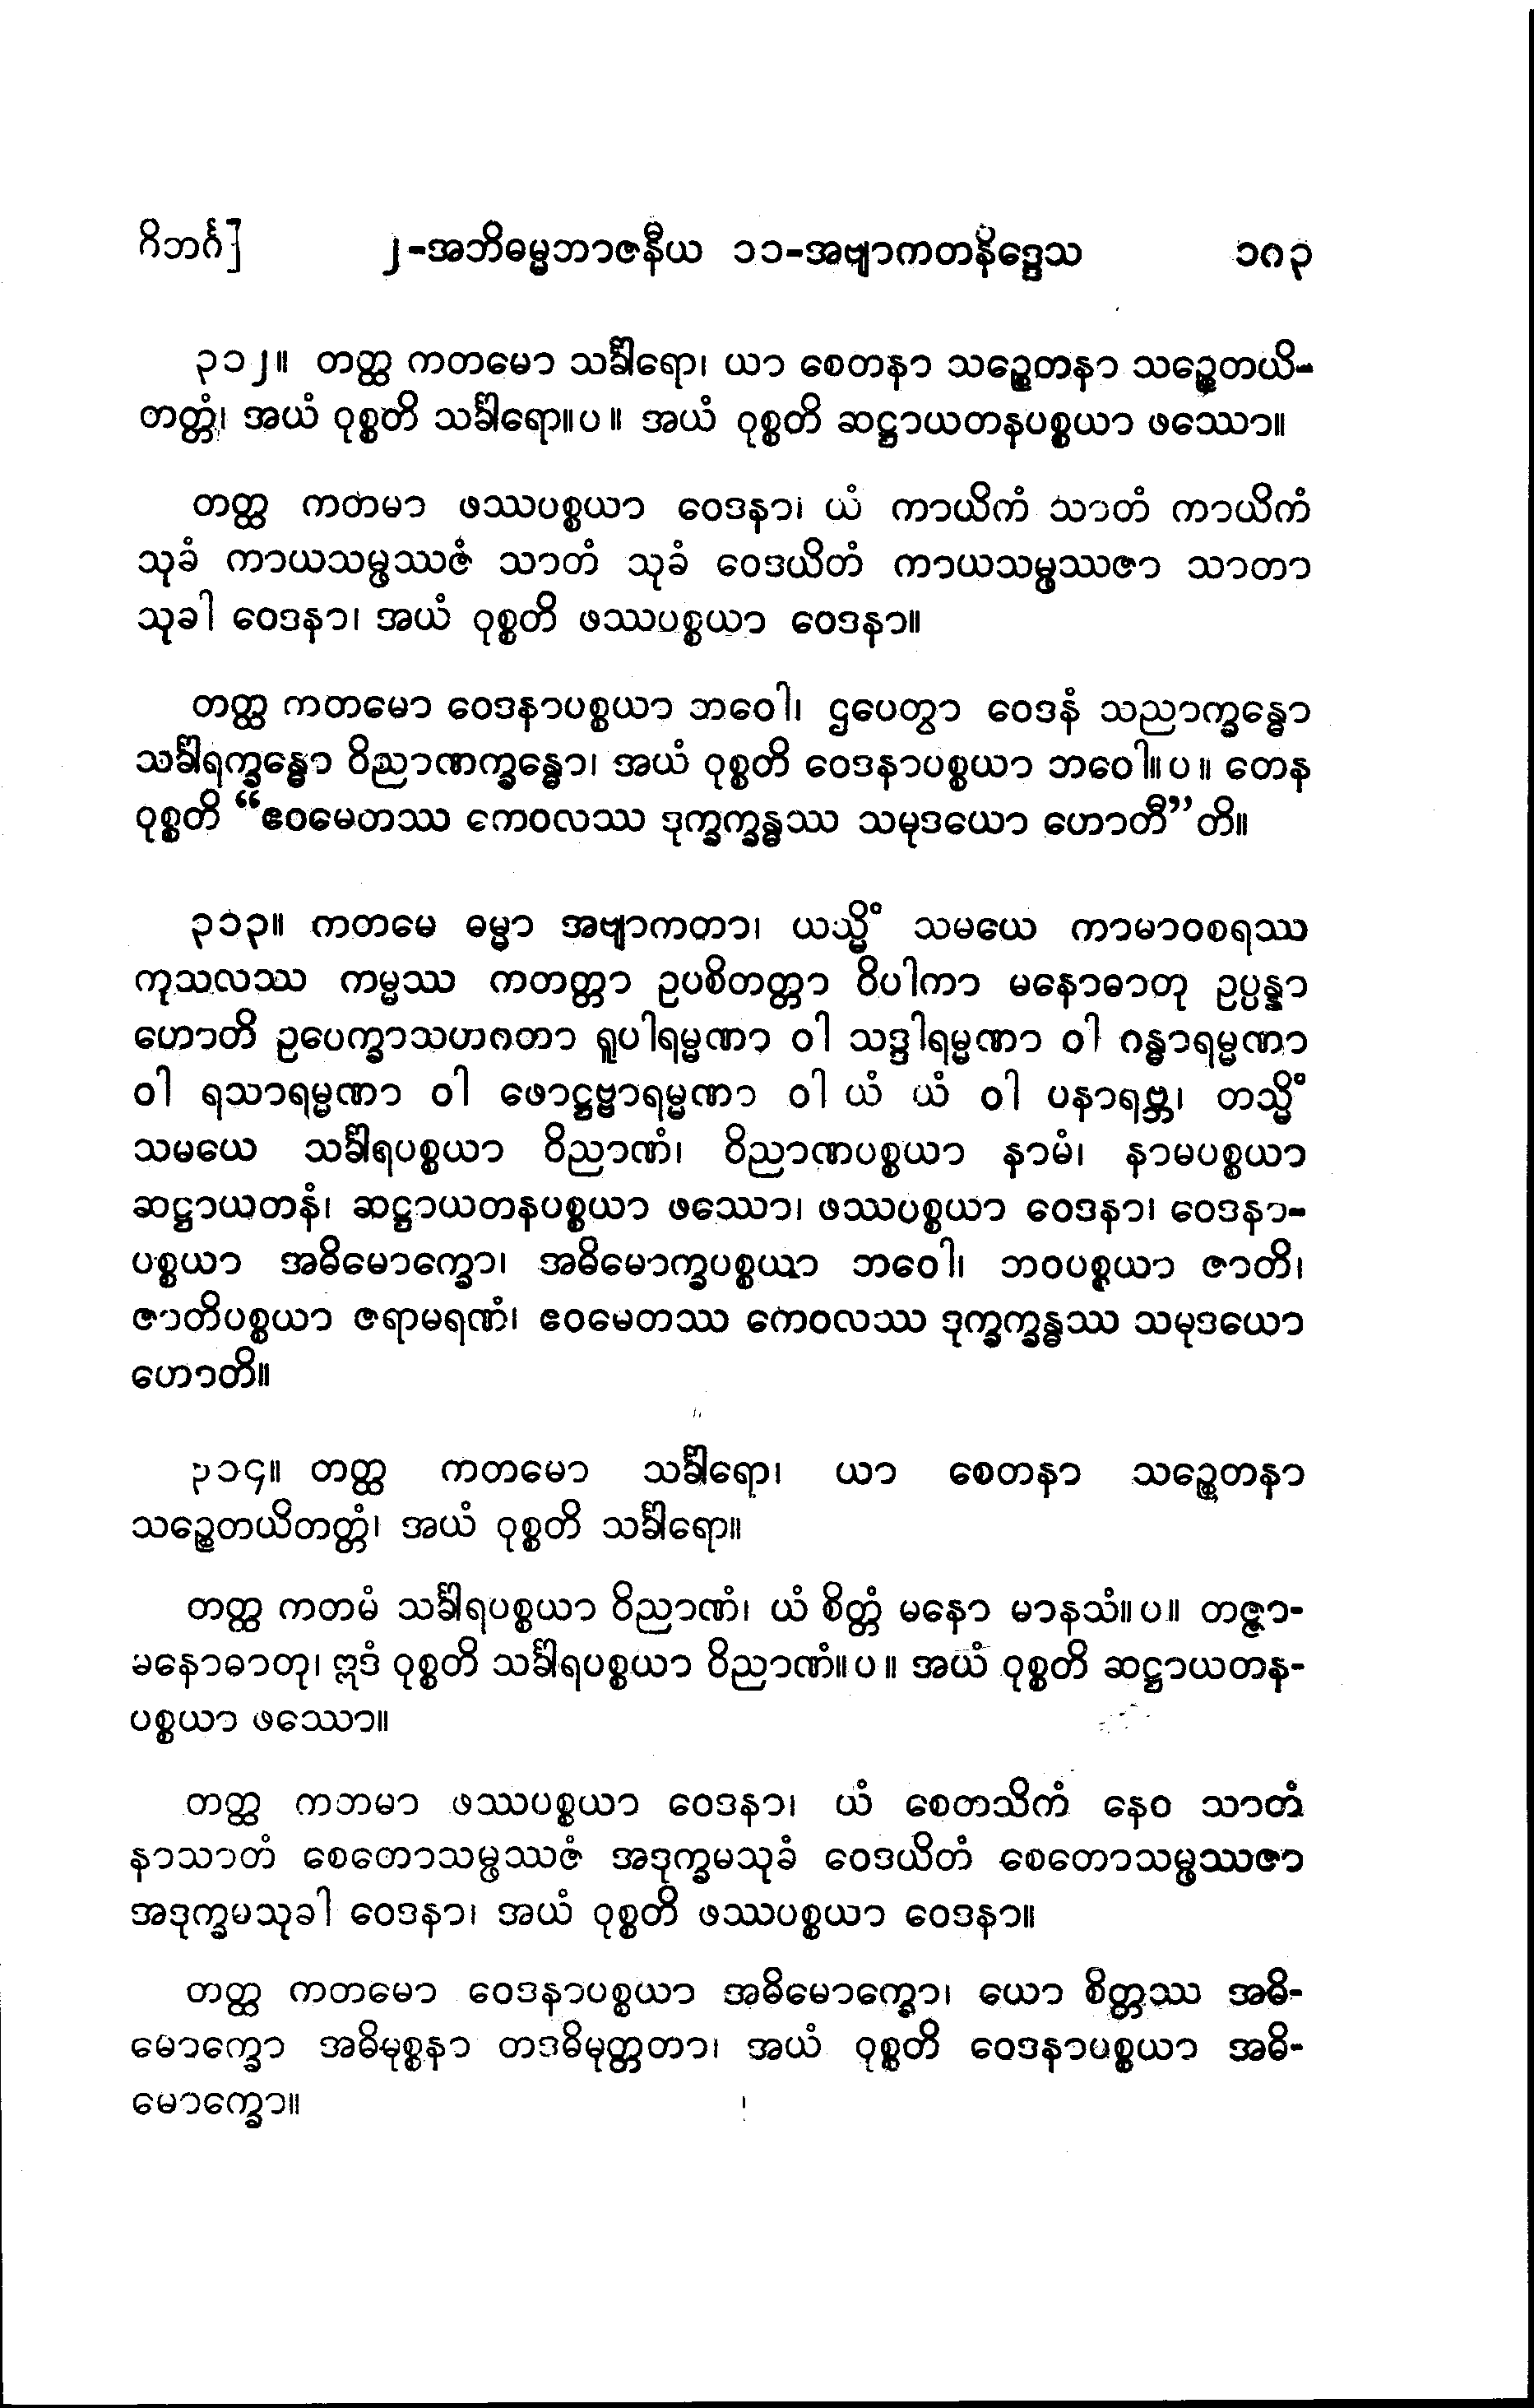 ဂိဘင်္ဂ] ၂-အဘိဓမ္မဘာဇနီယ ၁၁-အဗျာကတနိဒ္ဒေသ ၁၈၃
၃၁၂။ တတ္ထ ကတမော သင်္ခါရော၊ ယာ စေတနာ သဉ္စေတနာ သဉ္စေတယိ-
တတ္တံ၊ အယံ ဝုစ္စတိ သင်္ခါရော။ပ။ အယံ ဝုစ္စတိ ဆဋ္ဌာယတနပစ္စယာ ဖဿော။
တတ္ထ ကတမာ ဖဿပစ္စယာ ဝေဒနာ၊ ယံ ကာယိကံ သာတံ ကာယိကံ
သုခံ ကာယသမ္ဖဿဇံ သာတံ သုခံ ဝေဒယိတံ ကာယသမ္ဖဿဇာ သာတာ
သုခါ ဝေဒနာ၊ အယံ ဝုစ္စတိ ဖဿပစ္စယာ ဝေဒနာ။
တတ္ထ ကတမော ဝေဒနာပစ္စယာ ဘဝေါ၊ ဌပေတွာ ဝေဒနံ သညာက္ခန္ဓော
သင်္ခါရက္ခန္ဓော ဝိညာဏက္ခန္ဓော၊ အယံ ဝုစ္စတိ ဝေဒနာပစ္စယာ ဘဝေါ။ပ။ တေန
ဝုစ္စတိ “ဧဝမေတဿ ကေဝလဿ ဒုက္ခက္ခန္ဓဿ သမုဒယော ဟောတီ”တိ။
၃၁၃။ ကတမေ ဓမ္မာ အဗျာကတာ၊ ယသ္မိံ သမယေ ကာမာဝစရဿ
ကုသလဿ ကမ္မဿ ကတတ္တာ ဥပစိတတ္တာ ဝိပါကာ မနောဓာတု ဥပ္ပန္နာ
ဟောတိ ဥပေက္ခာသဟဂတာ ရူပါရမ္မဏာ ဝါ သဒ္ဒါရမ္မဏာ ဝါ ဂန္ဓာရမ္မဏာ
ဝါ ရသာရမ္မဏာ ဝါ ဖောဋ္ဌဗ္ဗာရမ္မဏာ ဝါ ယံ ယံ ဝါ ပနာရဗ္ဘ၊ တသ္မိံ
သမယေ သင်္ခါရပစ္စယာ ဝိညာဏံ၊ ဝိညာဏပစ္စယာ နာမံ၊ နာမပစ္စယာ
ဆဋ္ဌာယတနံ၊ ဆဋ္ဌာယတနပစ္စယာ ဖဿော၊ ဖဿပစ္စယာ ဝေဒနာ၊ ဝေဒနာ-
ပစ္စယာ အဓိမောက္ခော၊ အဓိမောက္ခပစ္စယာ ဘဝေါ၊ ဘဝပစ္စယာ ဇာတိ၊
ဇာတိပစ္စယာ ဇရာမရဏံ၊ ဧဝမေတဿ ကေဝလဿ ဒုက္ခက္ခန္ဓဿ သမုဒယော
ဟောတိ။
၃၁၄။ တတ္ထ ကတမော သင်္ခါရော၊ ယာ စေတနာ သဉ္စေတနာ
သဉ္စေတယိတတ္တံ၊ အယံ ဝုစ္စတိ သင်္ခါရော။
တတ္ထ ကတမံ သင်္ခါရပစ္စယာ ဝိညာဏံ၊ ယံ စိတ္တံ မနော မာနသံ။ပ။ တဇ္ဇာ-
မနောဓာတု၊ ဣဒံ ဝုစ္စတိ သင်္ခါရပစ္စယာ ဝိညာဏံ။ပ။ အယံ ဝုစ္စတိ ဆဋ္ဌာယတန-
ပစ္စယာ ဖဿော။
တတ္ထ ကတမာ ဖဿပစ္စယာ ဝေဒနာ၊ ယံ စေတသိကံ နေဝ သာတံ
နာသာတံ စေတောသမ္ဖဿဇံ အဒုက္ခမသုခံ ဝေဒယိတံ စေတောသမ္ဖဿဇာ
အဒုက္ခမသုခါ ဝေဒနာ၊ အယံ ဝုစ္စတိ ဖဿပစ္စယာ ဝေဒနာ။
တတ္ထ ကတမော ဝေဒနာပစ္စယာ အဓိမောက္ခော၊ ယော စိတ္တဿ အဓိ-
မောက္ခော အဓိမုစ္စနာ တဒဓိမုတ္တတာ၊ အယံ ဝုစ္စတိ ဝေဒနာပစ္စယာ အဓိ-
မောက္ခော။